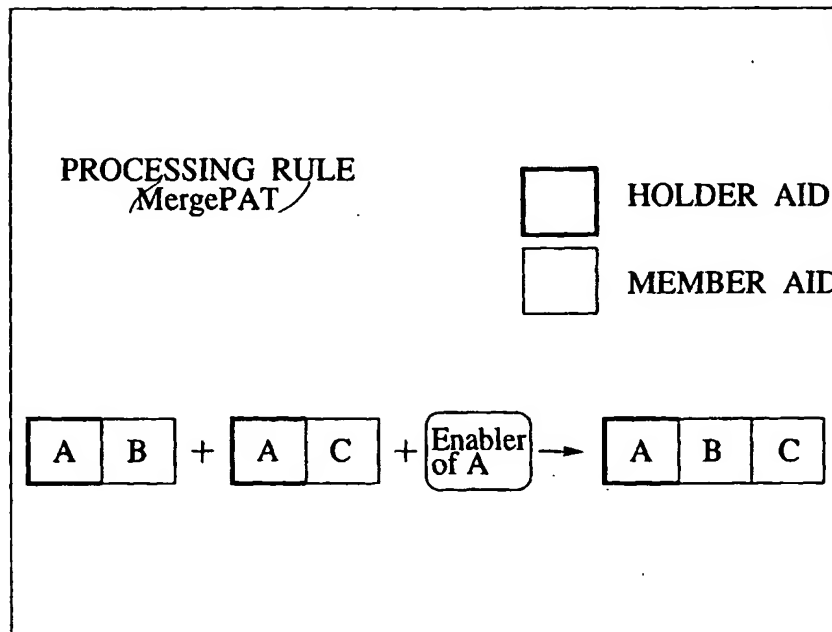 PROCESSING RULE
MergePAT
HOLDER AID
MEMBER AID
A B + A C + Enabler of A → A B C